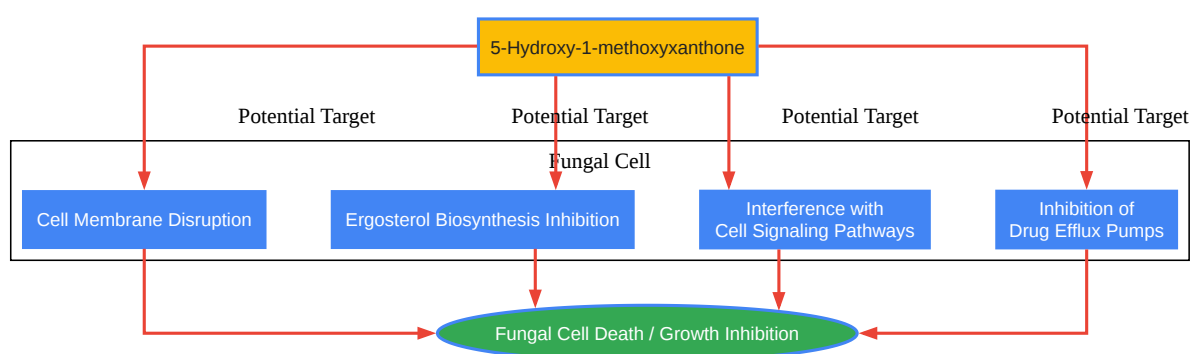 5-Hydroxy-1-methoxyxanthone
Potential Target
Potential Target
Potential Target
Potential Target
Fungal Cell
Cell Membrane Disruption
Ergosterol Biosynthesis Inhibition
Interference with
Cell Signaling Pathways
Inhibition of
Drug Efflux Pumps
Fungal Cell Death / Growth Inhibition